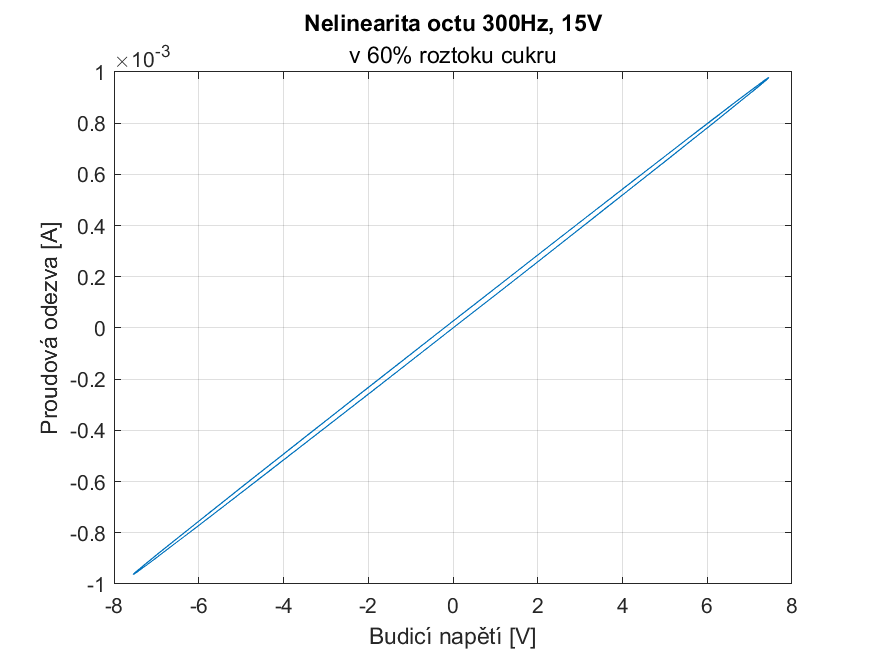 Nelinearita octu 300Hz, 15V
v 60% roztoku cukru
×10-3
1
0.8
0.6
0.4
0.2
0
-0.2
-0.4
-0.6
-0.8
-1
-8 -6 -4 -2 0 2 4 6 8
Budicí napětí [V]
Proudová odezva [A]